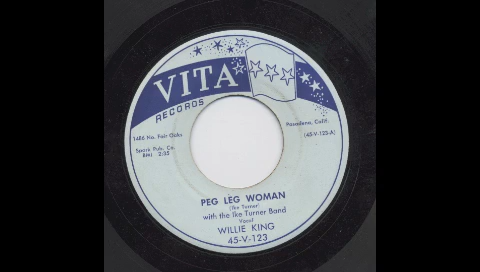 VITA
RECORDS
1486 No. Fair Oaks
Pasadena, Calif.
Spark Pub. Co.
BMI 2:35
(45-V-123-A)
PEG LEG WOMAN
(Ike Turner)
with the Ike Turner Band
Vocal
WILLIE KING
45-V-123